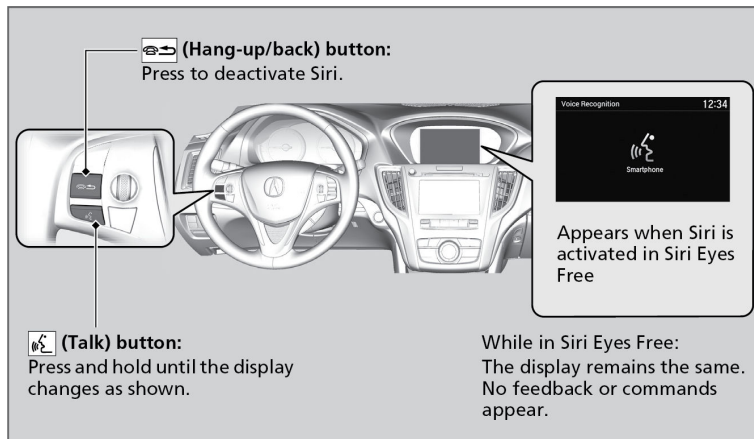 (Hang-up/back) button:
Press to deactivate Siri.
Voice Recognition 12:34
Smartphone
Appears when Siri is
activated in Siri Eyes
Free
(Talk) button:
Press and hold until the display
changes as shown.
While in Siri Eyes Free:
The display remains the same.
No feedback or commands
appear.